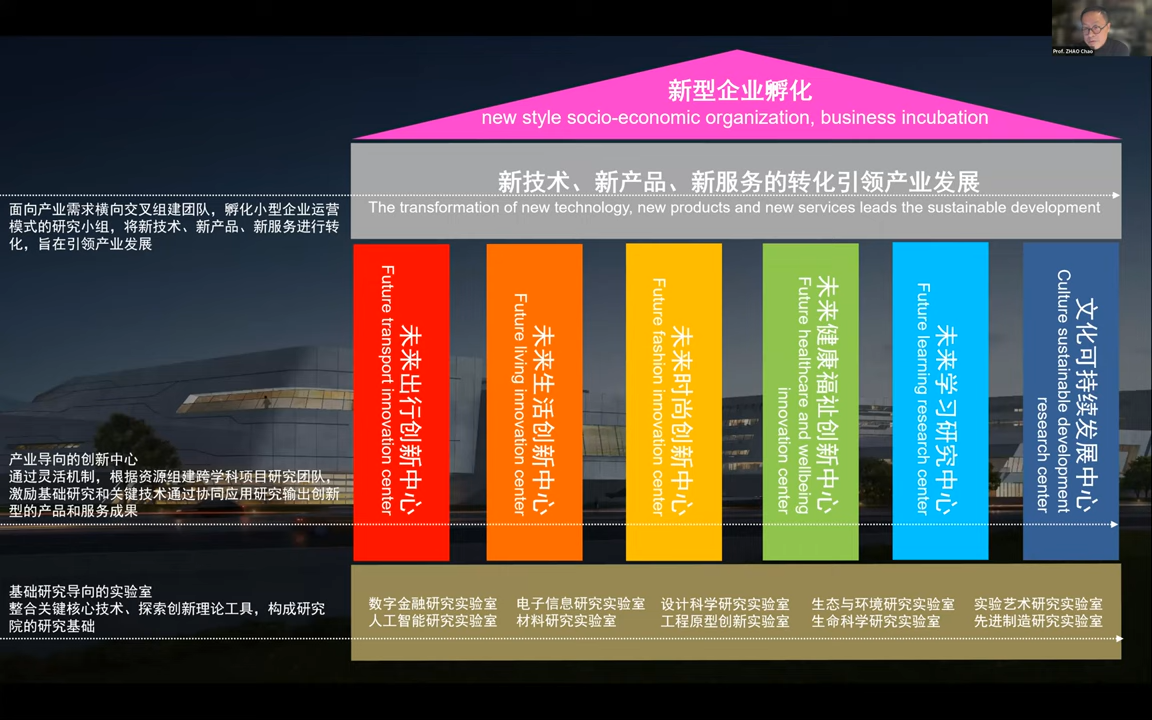 Prof. ZHAO Chao
新型企业孵化
new style socio-economic organization, business incubation
新技术、新产品、新服务的转化引领产业发展
The transformation of new technology, new products and new services leads the sustainable development
面向产业需求横向交叉组建团队，孵化小型企业运营
模式的研究小组，将新技术、新产品、新服务进行转
化，旨在引领产业发展
未来出行创新中心
Future transport innovation center
未来生活创新中心
Future living innovation center
未来时尚创新中心
Future fashion innovation center
未来健康福祉创新中心
Future healthcare and wellbeing
innovation center
未来学习研究中心
Future learning research center
文化可持续发展中心
Culture sustainable development
research center
产业导向的创新中心
通过灵活机制，根据资源组建跨学科项目研究团队，
激励基础研究和关键技术通过协同应用研究输出创新
型的产品和服务成果
基础研究导向的实验室
整合关键核心技术、探索创新理论工具，构成研究
院的研究基础
数字金融研究实验室
人工智能研究实验室
电子信息研究实验室
材料研究实验室
设计科学研究实验室
工程原型创新实验室
生态与环境研究实验室
生命科学研究实验室
实验艺术研究实验室
先进制造研究实验室